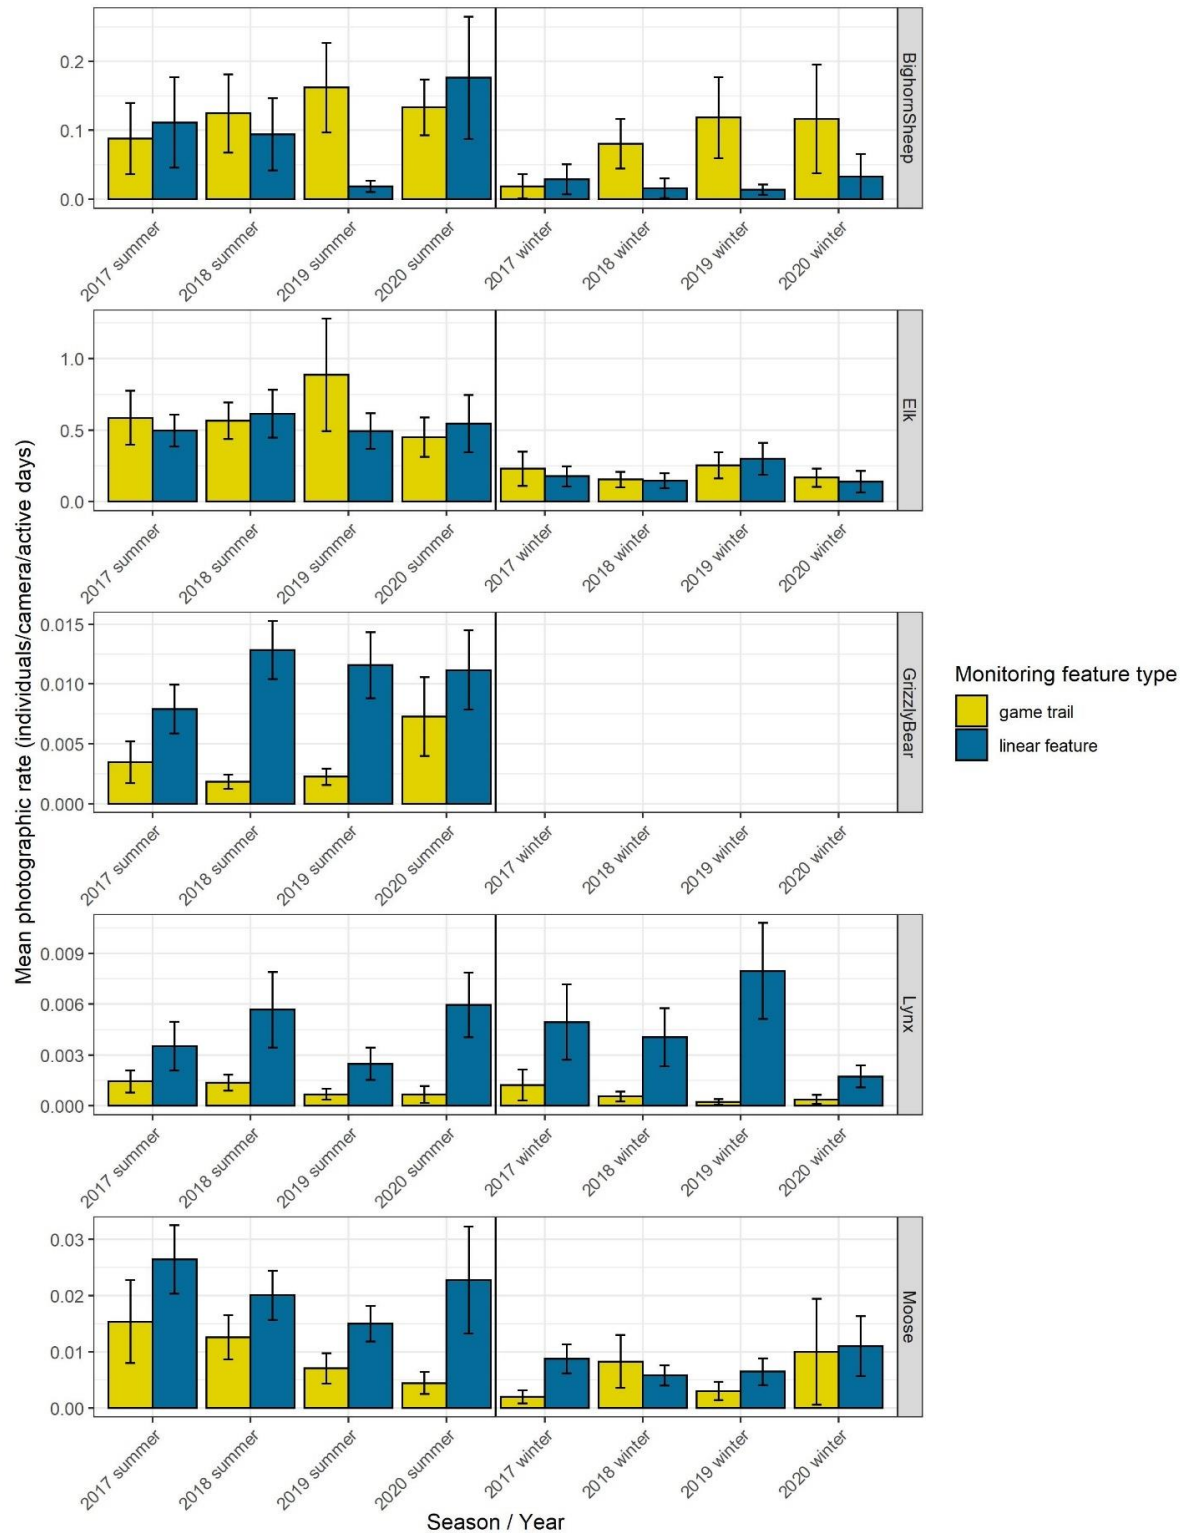 Mean photographic rate (individuals/camera/active days)
0.2
0.1
0.0
BighornSheep
2017 summer
2018 summer
2019 summer
2020 summer
2017 winter
2018 winter
2019 winter
2020 winter
1.0
0.5
0.0
Elk
2017 summer
2018 summer
2019 summer
2020 summer
2017 winter
2018 winter
2019 winter
2020 winter
0.015
0.010
0.005
0.000
GrizzlyBear
2017 summer
2018 summer
2019 summer
2020 summer
2017 winter
2018 winter
2019 winter
2020 winter
Monitoring feature type
game trail
linear feature
0.009
0.006
0.003
0.000
Lynx
2017 summer
2018 summer
2019 summer
2020 summer
2017 winter
2018 winter
2019 winter
2020 winter
0.03
0.02
0.01
0.00
Moose
2017 summer
2018 summer
2019 summer
2020 summer
2017 winter
2018 winter
2019 winter
2020 winter
Season / Year